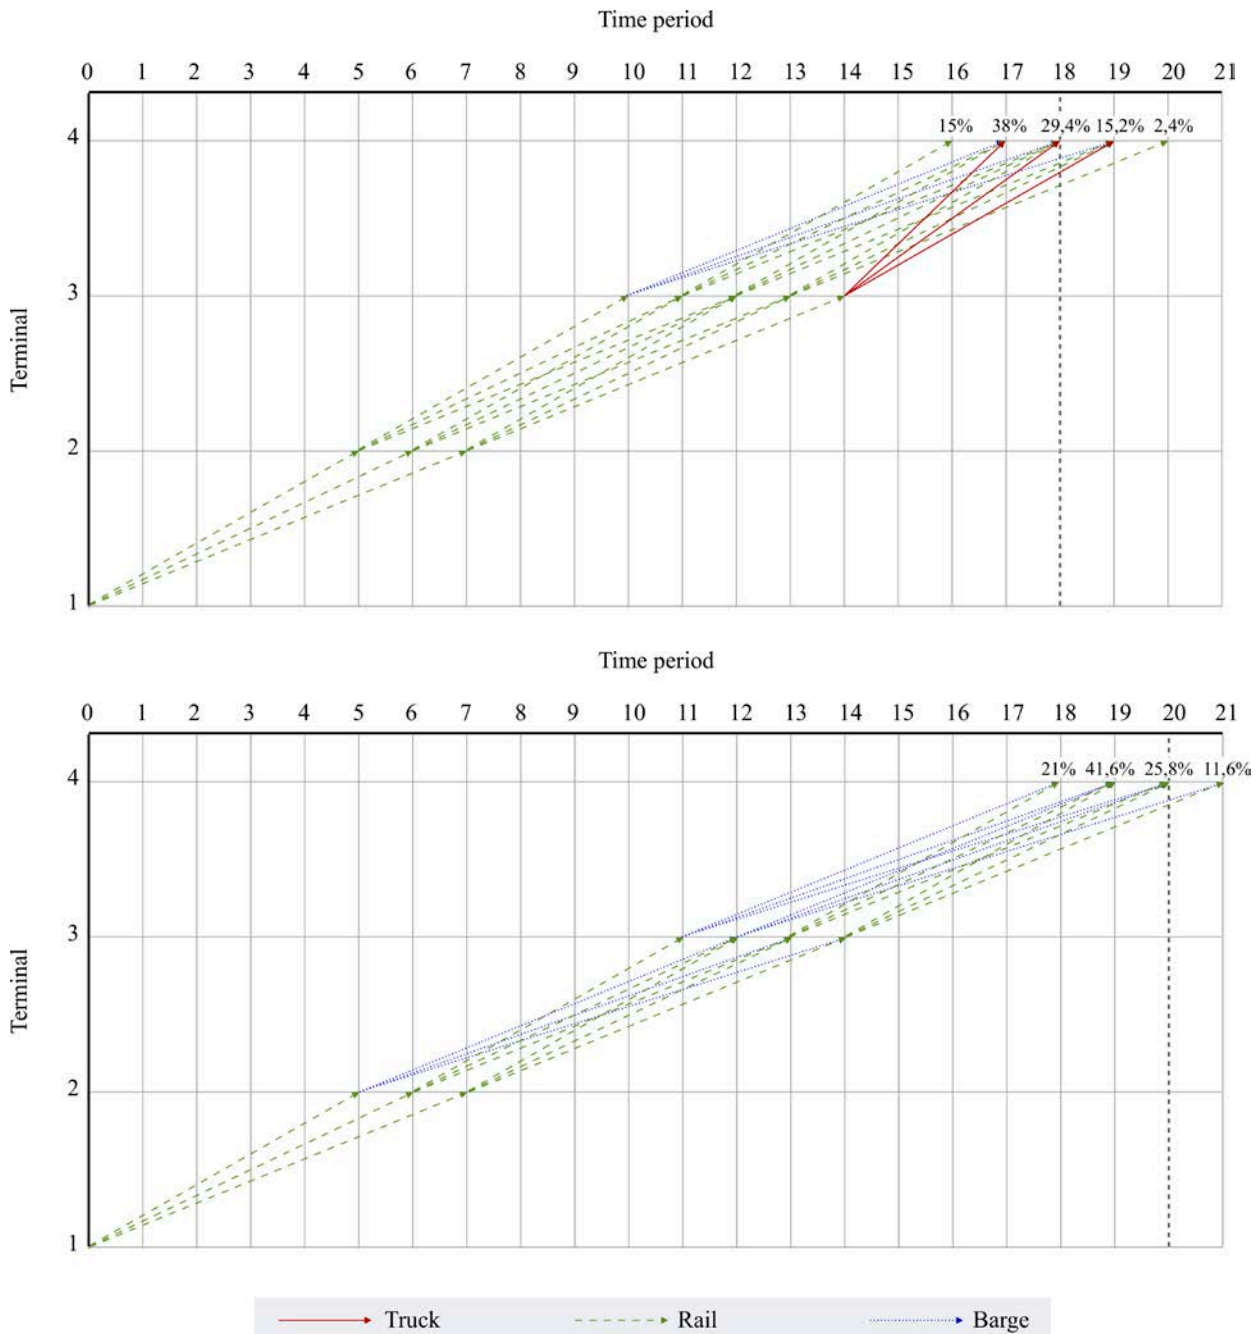 Time period
0 1 2 3 4 5 6 7 8 9 10 11 12 13 14 15 16 17 18 19 20 21
15% 38% 29,4% 15,2% 2,4%
4
3
Terminal
2
1
Time period
0 1 2 3 4 5 6 7 8 9 10 11 12 13 14 15 16 17 18 19 20 21
21% 41,6% 25,8% 11,6%
4
3
Terminal
2
1
Truck Rail Barge